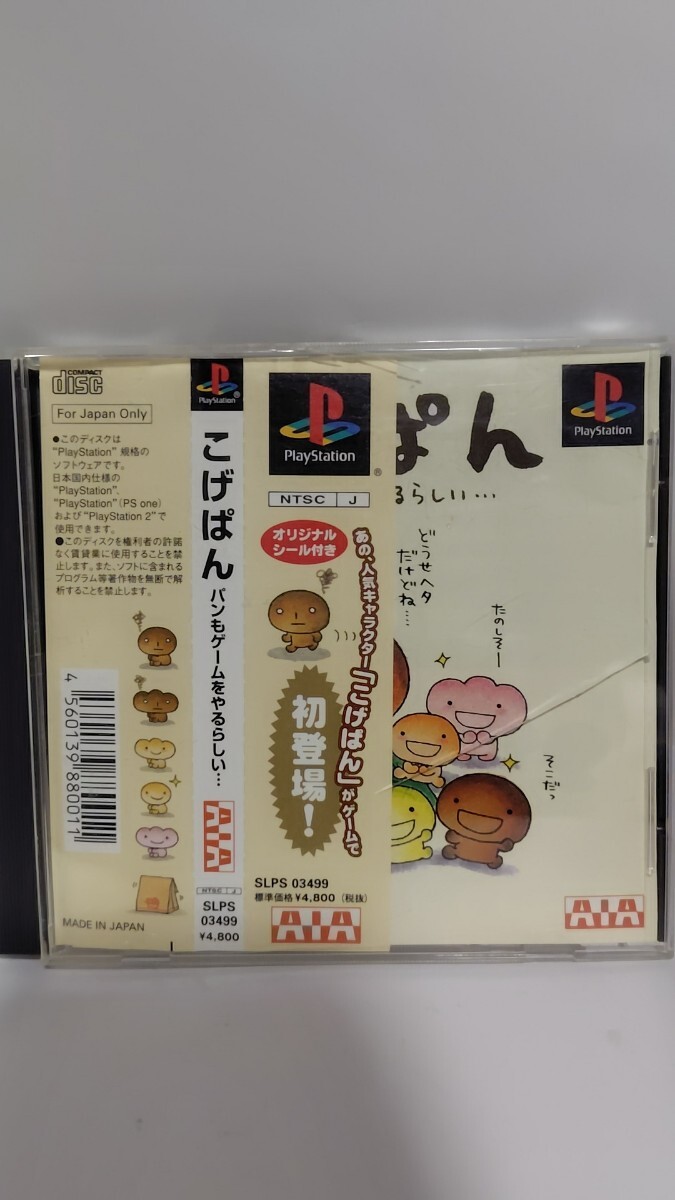 COMPACT
disc
For Japan Only
●このディスクは
"PlayStation" 規格の
ソフトウェアです。
日本国内仕様の
"PlayStation"、
"PlayStation" (PS one)
および "PlayStation 2" で
使用できます。
●このディスクを権利者の許諾
なく賃貸業に使用することを禁
止します。また、ソフトに含まれる
プログラム等著作物を無断で解
析することを禁止します。
4 560139 880011
MADE IN JAPAN
PlayStation
こげぱん
パンもゲームをやるらしい…
AIA
NTSC J
SLPS
03499
¥4,800
PlayStation
NTSC J
オリジナル
シール付き
あの、人気キャラクター
「こげぱん」がゲームで
初登場!
SLPS 03499
標準価格 ¥4,800 (税抜)
AIA
PlayStation
ぱん
るらしい…
どうせヘタ
だけどね…
たのしそー
そこだっ
AIA